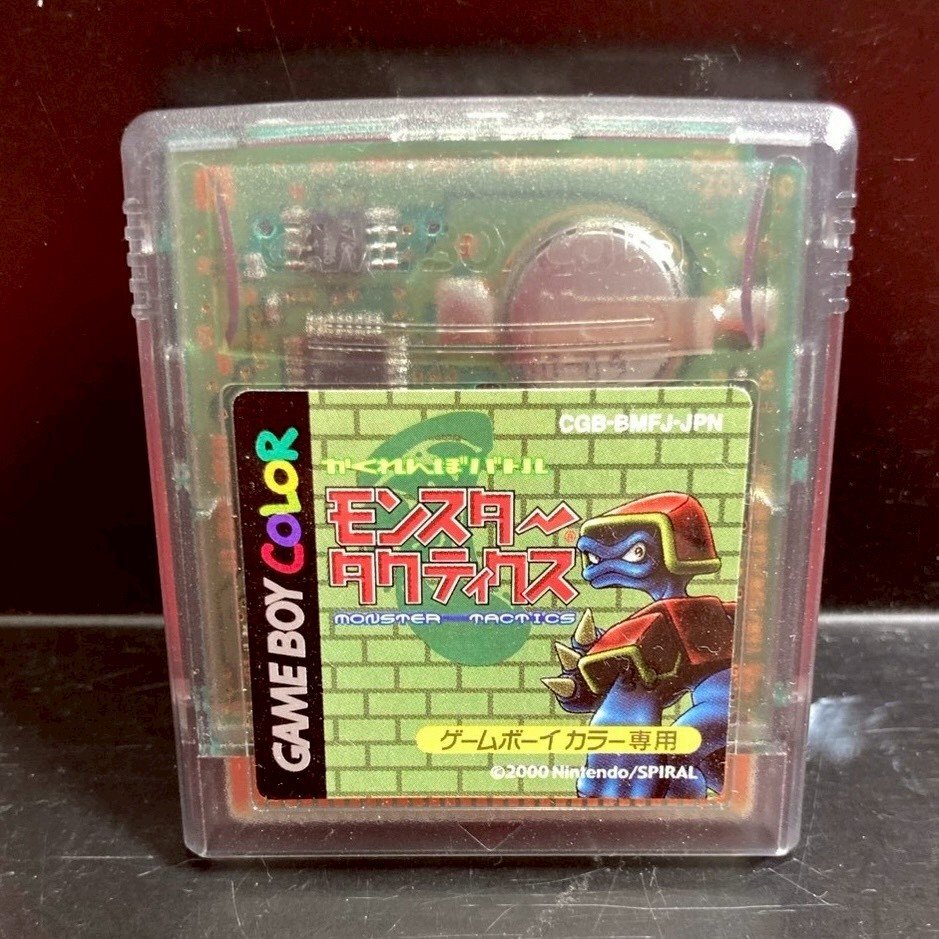 GAME BOY COLOR
CGB-BMFJ-JPN
かくれんぼバトル
モンスター
タクティクス
®
MONSTER TACTICS
ゲームボーイ カラー専用
©2000 Nintendo/SPIRAL